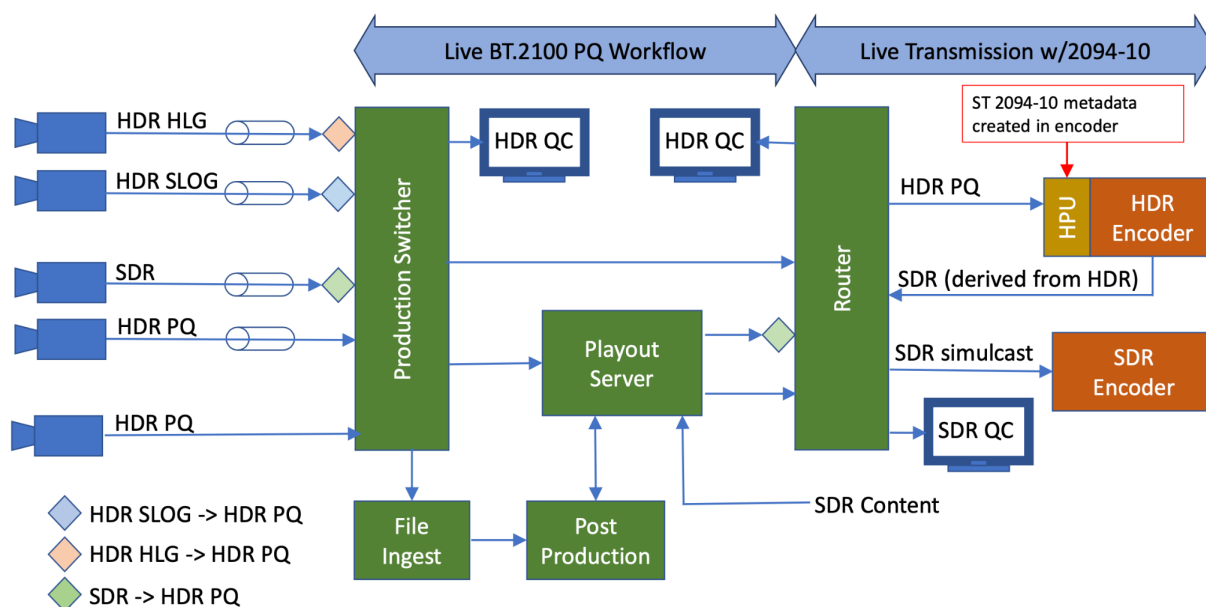 Live BT.2100 PQ Workflow
Live Transmission w/2094-10
HDR HLG
HDR SLOG
SDR
HDR PQ
HDR PQ
Production Switcher
HDR QC
HDR QC
ST 2094-10 metadata
created in encoder
HDR PQ
HPU
HDR
Encoder
SDR (derived from HDR)
Router
Playout
Server
SDR simulcast
SDR
Encoder
SDR QC
SDR Content
File
Ingest
Post
Production
HDR SLOG -> HDR PQ
HDR HLG -> HDR PQ
SDR -> HDR PQ